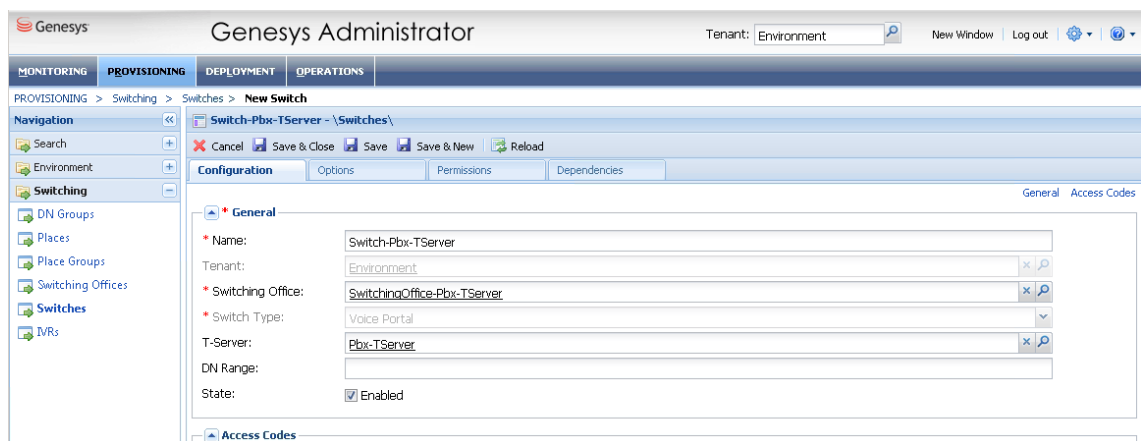 Genesys Genesys Administrator Tenant: Environment New Window Log out
MONITORING PROVISIONING DEPLOYMENT OPERATIONS
PROVISIONING > Switching > Switches > New Switch
Navigation Switch-Pbx-TServer - \Switches\
Search Cancel Save & Close Save Save & New Reload
Environment Configuration Options Permissions Dependencies
Switching General Access Codes
DN Groups * General
Places * Name: Switch-Pbx-TServer
Place Groups Tenant: Environment
Switching Offices * Switching Office: SwitchingOffice-Pbx-TServer
Switches * Switch Type: Voice Portal
IVRs T-Server: Pbx-TServer
DN Range:
State: Enabled
Access Codes